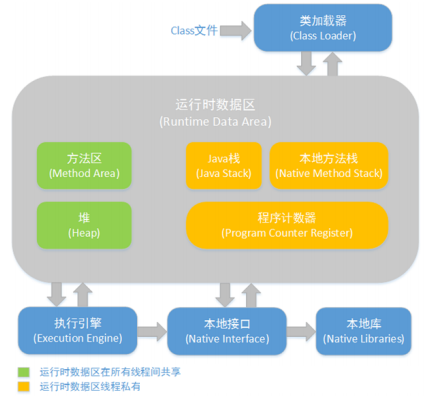 Class文件
类加载器
(Class Loader)
运行时数据区
(Runtime Data Area)
方法区
(Method Area)
Java栈
(Java Stack)
本地方法栈
(Native Method Stack)
堆
(Heap)
程序计数器
(Program Counter Register)
执行引擎
(Execution Engine)
本地接口
(Native Interface)
本地库
(Native Libraries)
运行时数据区在所有线程间共享
运行时数据区线程私有